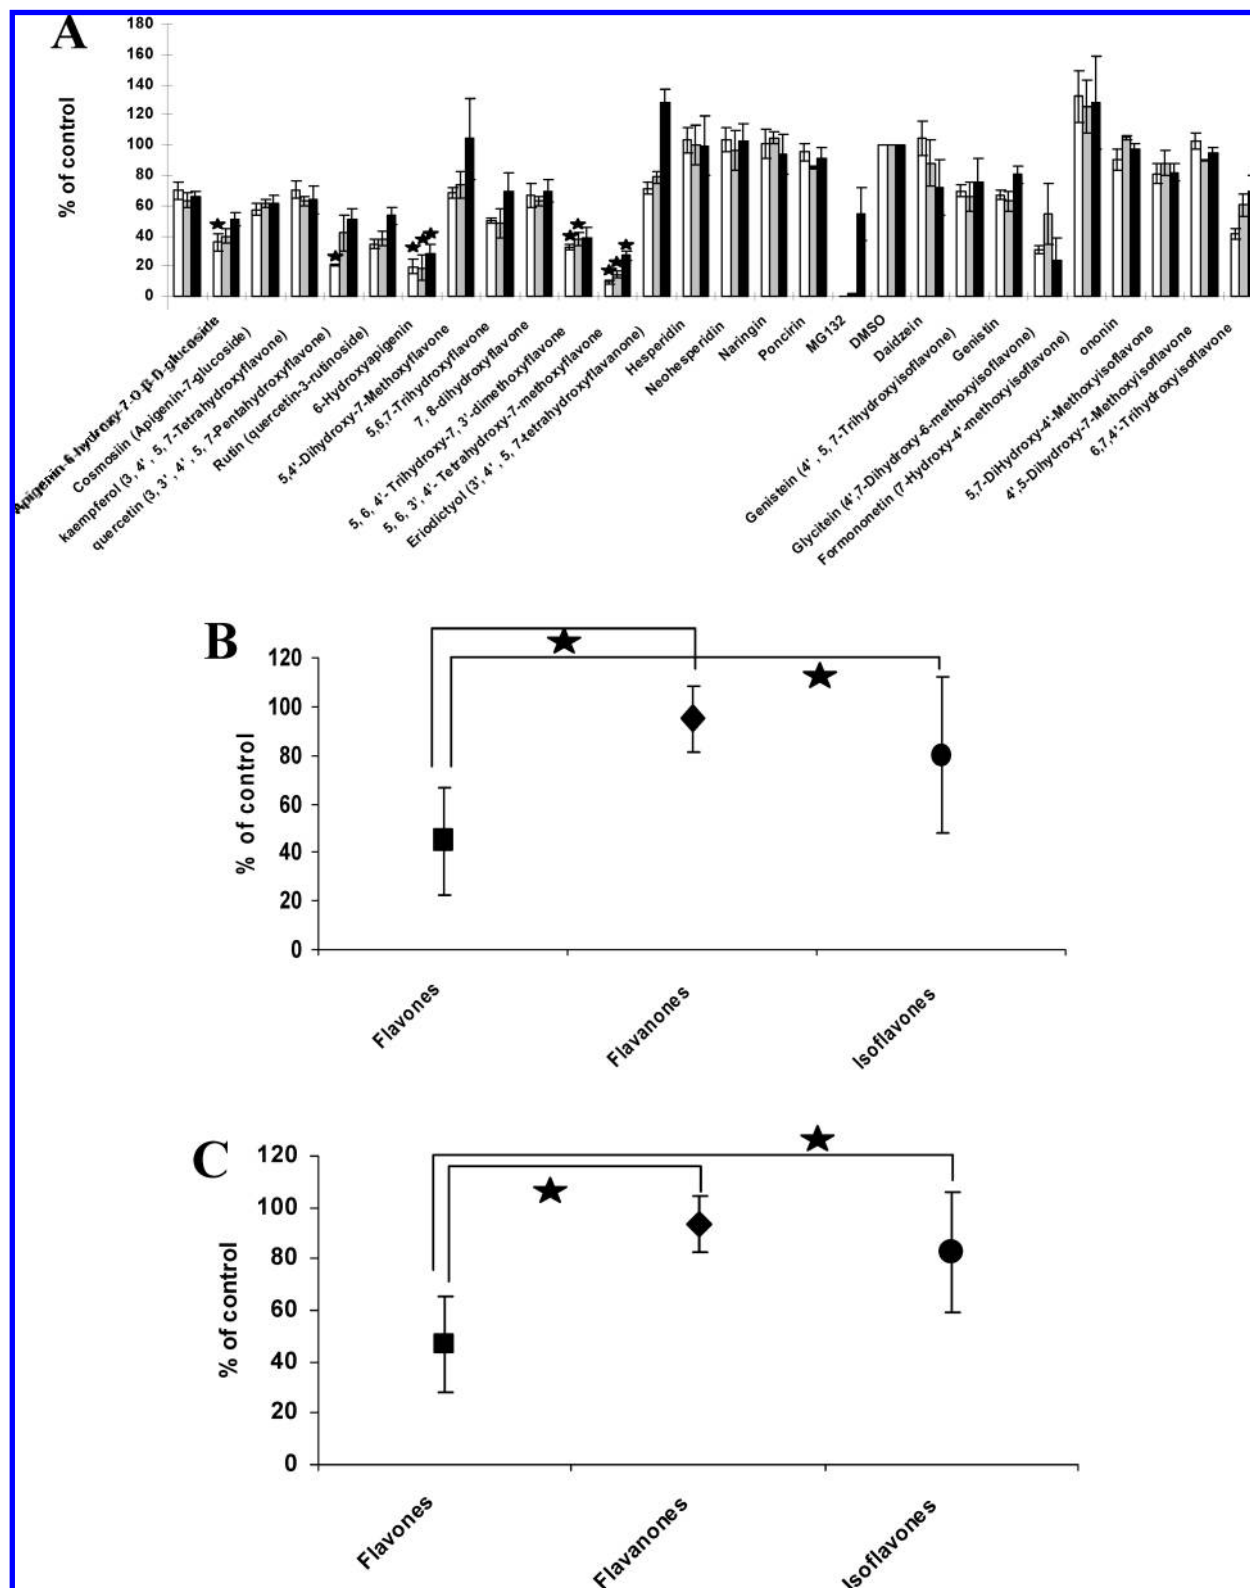 A
% of control
180
160
140
120
100
80
60
40
20
0
Cosmosiin (Apigenin-7-glucoside)
kaempferol (3, 4', 5, 7-Tetrahydroxyflavone)
quercetin (3, 3', 4', 5, 7-Pentahydroxyflavone)
Rutin (quercetin-3-rutinoside)
6-Hydroxyapigenin
5,4'-Dihydroxy-7-Methoxyflavone
5,6,7-Trihydroxyflavone
7, 8-dihydroxyflavone
5, 6, 4'- Trihydroxy-7, 3'-dimethoxyflavone
5, 6, 3', 4'- Tetrahydroxy-7-methoxyflavone
Eriodictyol (3', 4', 5, 7-tetrahydroxyflavanone)
Hesperidin
Neohesperidin
Naringin
Poncirin
MG132
DMSO
Daidzein
Genistein (4', 5, 7-Trihydroxyisoflavone)
Genistin
Glycitein (4',7-Dihydroxy-6-methoxyisoflavone)
Formononetin (7-Hydroxy-4'-methoxyisoflavone)
ononin
5,7-DiHydroxy-4'-Methoxyisoflavone
4',5-Dihydroxy-7-Methoxyisoflavone
6,7,4'-Trihydroxyisoflavone
B
% of control
120
100
80
60
40
20
0
Flavones
Flavanones
Isoflavones
C
% of control
120
100
80
60
40
20
0
Flavones
Flavanones
Isoflavones